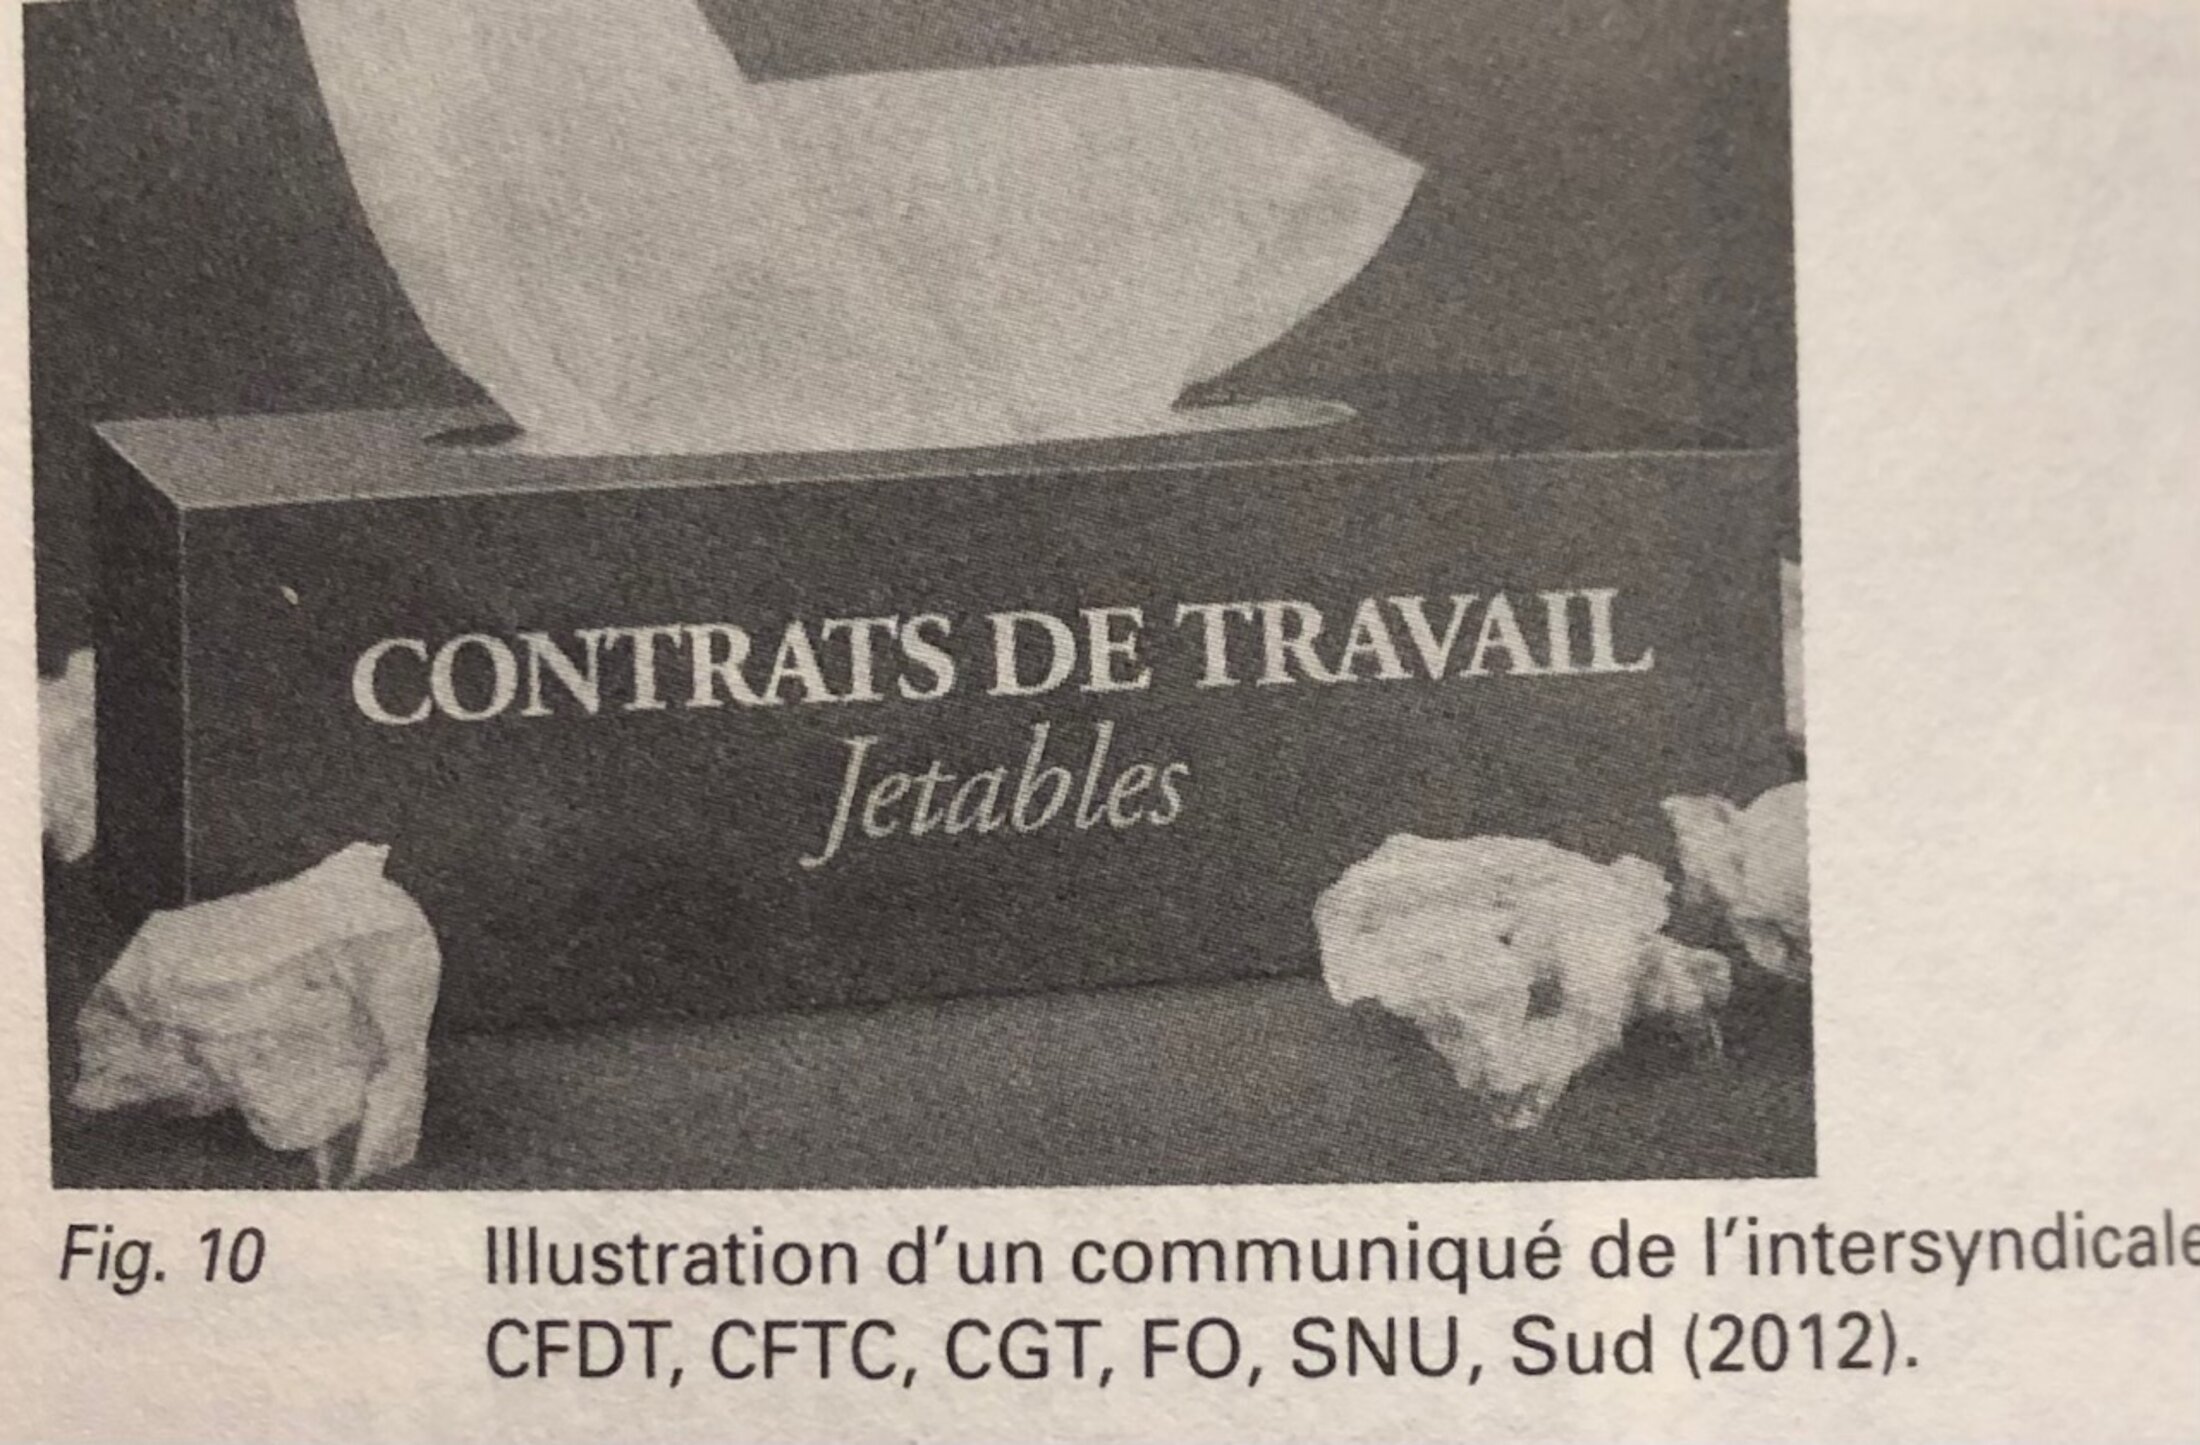 CONTRATS DE TRAVAIL
Jetables
Fig. 10 Illustration d'un communiqué de l'intersyndicale
CFDT, CFTC, CGT, FO, SNU, Sud (2012).